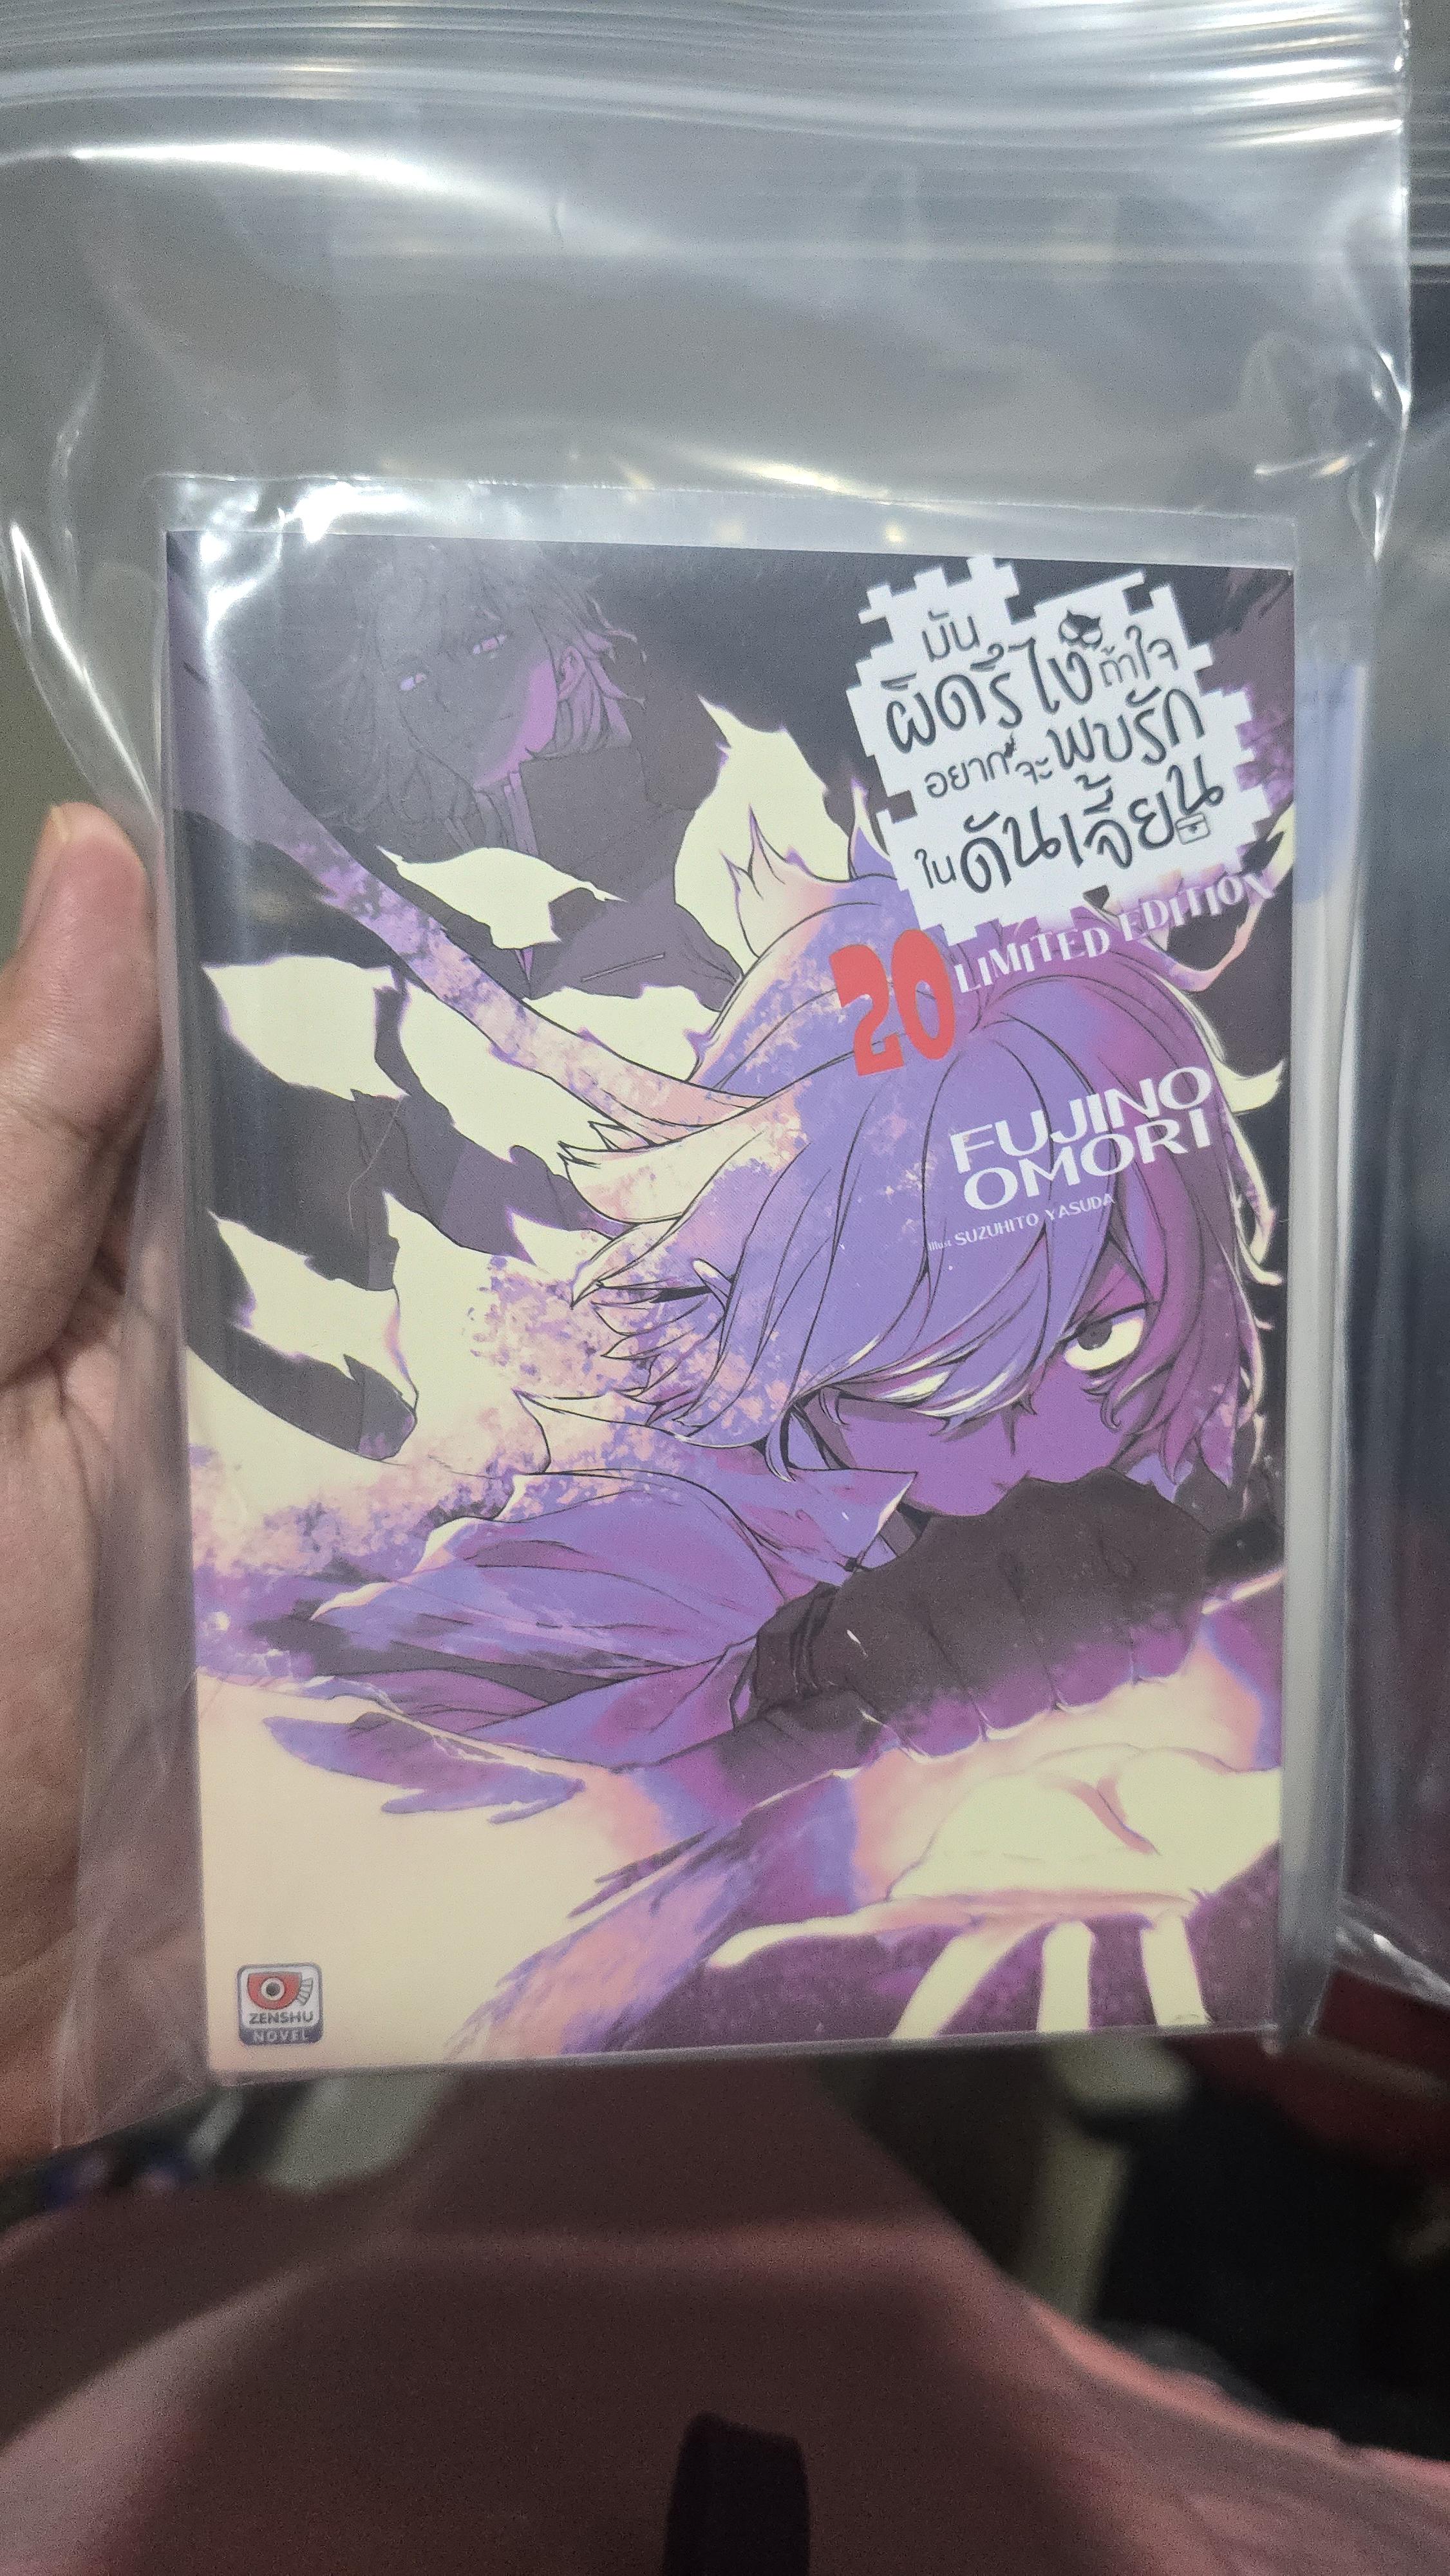 มัน
ผิดรึไงถ้าใจ
อยากจะพบรัก
ในดันเจี้ยน
20 LIMITED EDITION
FUJINO
OMORI
illust SUZUHITO YASUDA
ZENSHU
NOVEL